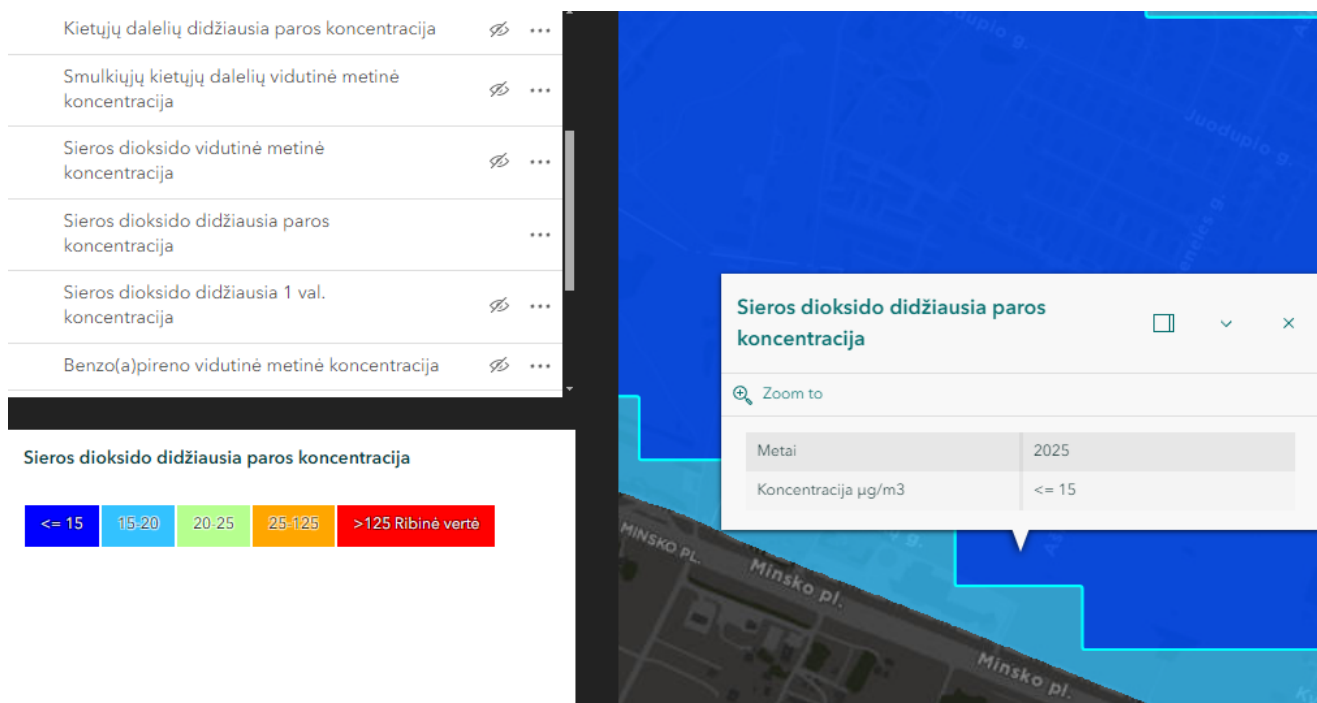 Kietųjų dalelių didžiausia paros koncentracija
Smulkiųjų kietųjų dalelių vidutinė metinė
koncentracija
Sieros dioksido vidutinė metinė
koncentracija
Sieros dioksido didžiausia paros
koncentracija
Sieros dioksido didžiausia 1 val.
koncentracija
Benzo(a)pireno vidutinė metinė koncentracija
Sieros dioksido didžiausia paros koncentracija
<= 15 15-20 20-25 25-125 >125 Ribinė vertė
Juodupio g.
Sieros dioksido didžiausia paros
koncentracija
Zoom to
Metai 2025
Koncentracija µg/m3 <= 15
MINSKO PL.
Minsko pl.
Minsko pl.